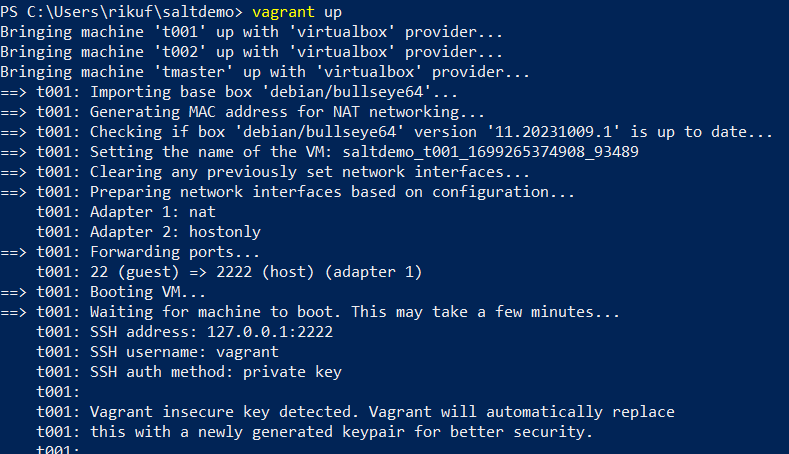 PS C:\Users\rikuf\saltdemo> vagrant up
Bringing machine 't001' up with 'virtualbox' provider...
Bringing machine 't002' up with 'virtualbox' provider...
Bringing machine 'tmaster' up with 'virtualbox' provider...
==> t001: Importing base box 'debian/bullseye64'...
==> t001: Generating MAC address for NAT networking...
==> t001: Checking if box 'debian/bullseye64' version '11.20231009.1' is up to date...
==> t001: Setting the name of the VM: saltdemo_t001_1699265374908_93489
==> t001: Clearing any previously set network interfaces...
==> t001: Preparing network interfaces based on configuration...
    t001: Adapter 1: nat
    t001: Adapter 2: hostonly
==> t001: Forwarding ports...
    t001: 22 (guest) => 2222 (host) (adapter 1)
==> t001: Booting VM...
==> t001: Waiting for machine to boot. This may take a few minutes...
    t001: SSH address: 127.0.0.1:2222
    t001: SSH username: vagrant
    t001: SSH auth method: private key
    t001:
    t001: Vagrant insecure key detected. Vagrant will automatically replace
    t001: this with a newly generated keypair for better security.
    t001: